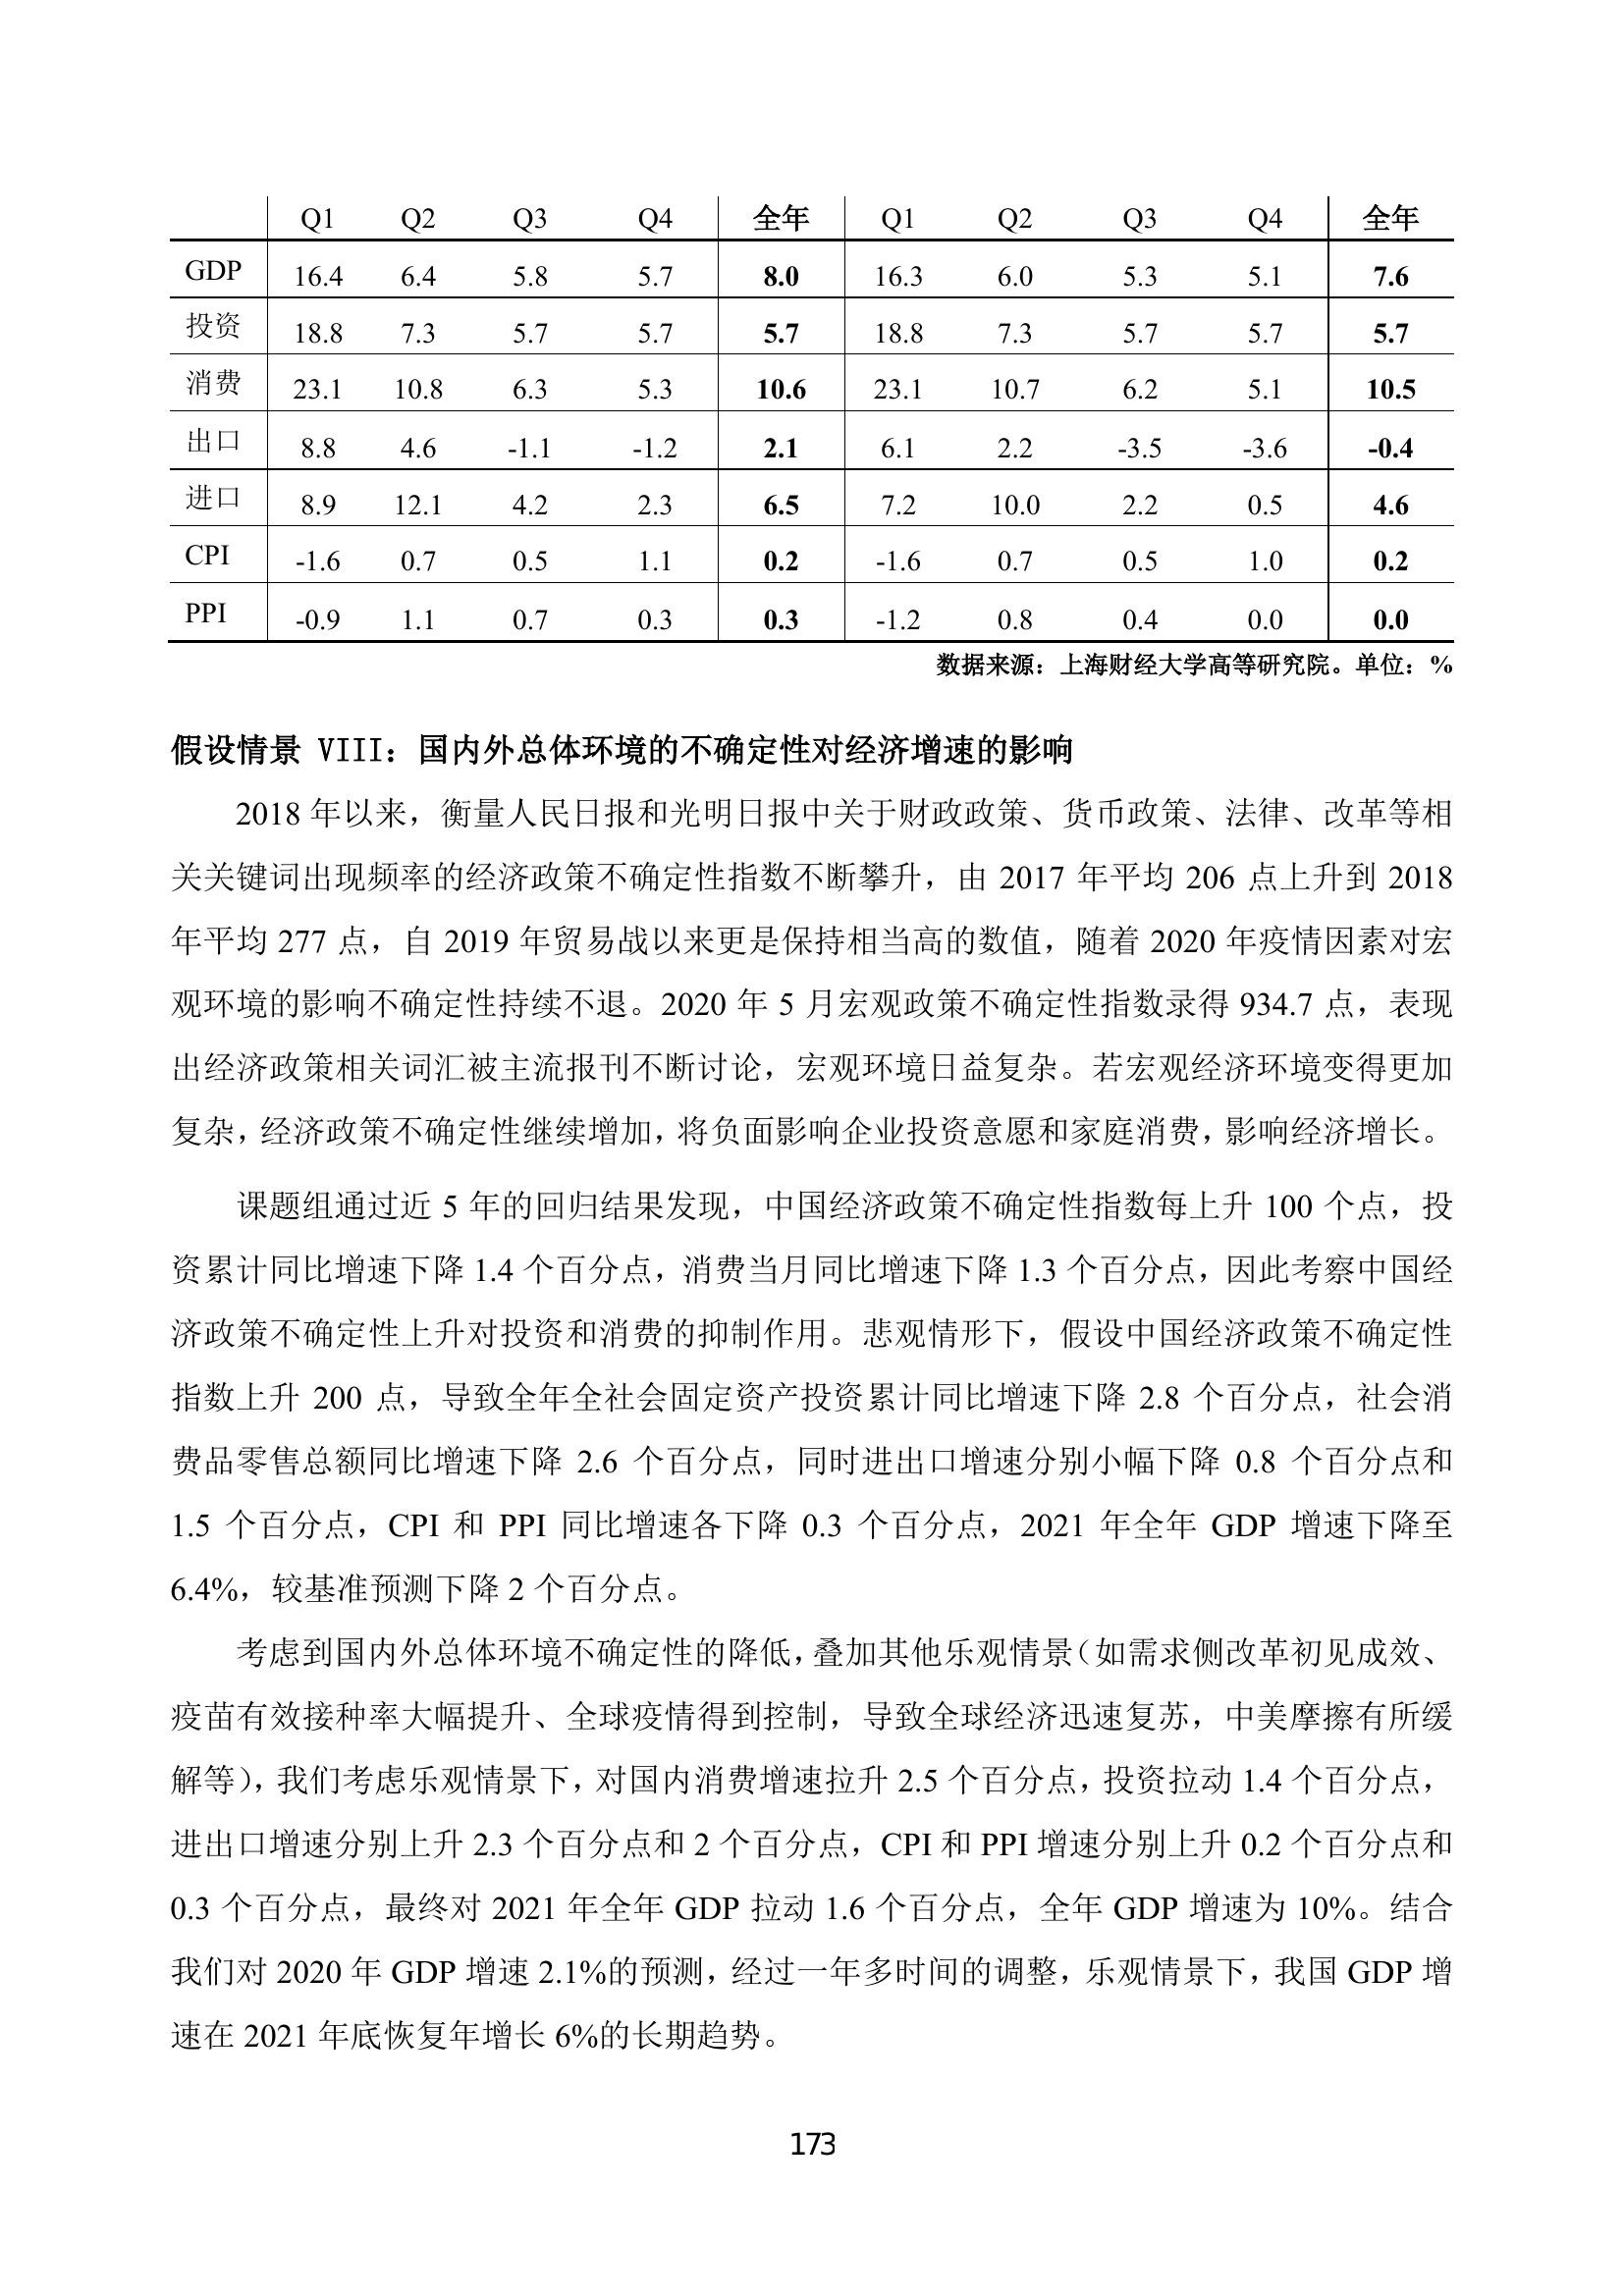 Q1 Q2 Q3 Q4 全年 Q1 Q2 Q3 Q4 全年
GDP 16.4 6.4 5.8 5.7 8.0 16.3 6.0 5.3 5.1 7.6
投资 18.8 7.3 5.7 5.7 5.7 18.8 7.3 5.7 5.7 5.7
消费 23.1 10.8 6.3 5.3 10.6 23.1 10.7 6.2 5.1 10.5
出口 8.8 4.6 -1.1 -1.2 2.1 6.1 2.2 -3.5 -3.6 -0.4
进口 8.9 12.1 4.2 2.3 6.5 7.2 10.0 2.2 0.5 4.6
CPI -1.6 0.7 0.5 1.1 0.2 -1.6 0.7 0.5 1.0 0.2
PPI -0.9 1.1 0.7 0.3 0.3 -1.2 0.8 0.4 0.0 0.0
数据来源：上海财经大学高等研究院。单位：%
假设情景 VIII：国内外总体环境的不确定性对经济增速的影响
2018 年以来，衡量人民日报和光明日报中关于财政政策、货币政策、法律、改革等相
关关键词出现频率的经济政策不确定性指数不断攀升，由 2017 年平均 206 点上升到 2018
年平均 277 点，自 2019 年贸易战以来更是保持相当高的数值，随着 2020 年疫情因素对宏
观环境的影响不确定性持续不退。2020 年 5 月宏观政策不确定性指数录得 934.7 点，表现
出经济政策相关词汇被主流报刊不断讨论，宏观环境日益复杂。若宏观经济环境变得更加
复杂，经济政策不确定性继续增加，将负面影响企业投资意愿和家庭消费，影响经济增长。
课题组通过近 5 年的回归结果发现，中国经济政策不确定性指数每上升 100 个点，投
资累计同比增速下降 1.4 个百分点，消费当月同比增速下降 1.3 个百分点，因此考察中国经
济政策不确定性上升对投资和消费的抑制作用。悲观情形下，假设中国经济政策不确定性
指数上升 200 点，导致全年全社会固定资产投资累计同比增速下降 2.8 个百分点，社会消
费品零售总额同比增速下降 2.6 个百分点，同时进出口增速分别小幅下降 0.8 个百分点和
1.5 个百分点，CPI 和 PPI 同比增速各下降 0.3 个百分点，2021 年全年 GDP 增速下降至
6.4%，较基准预测下降 2 个百分点。
考虑到国内外总体环境不确定性的降低，叠加其他乐观情景（如需求侧改革初见成效、
疫苗有效接种率大幅提升、全球疫情得到控制，导致全球经济迅速复苏，中美摩擦有所缓
解等），我们考虑乐观情景下，对国内消费增速拉升 2.5 个百分点，投资拉动 1.4 个百分点，
进出口增速分别上升 2.3 个百分点和 2 个百分点，CPI 和 PPI 增速分别上升 0.2 个百分点和
0.3 个百分点，最终对 2021 年全年 GDP 拉动 1.6 个百分点，全年 GDP 增速为 10%。结合
我们对 2020 年 GDP 增速 2.1%的预测，经过一年多时间的调整，乐观情景下，我国 GDP 增
速在 2021 年底恢复年增长 6%的长期趋势。
173